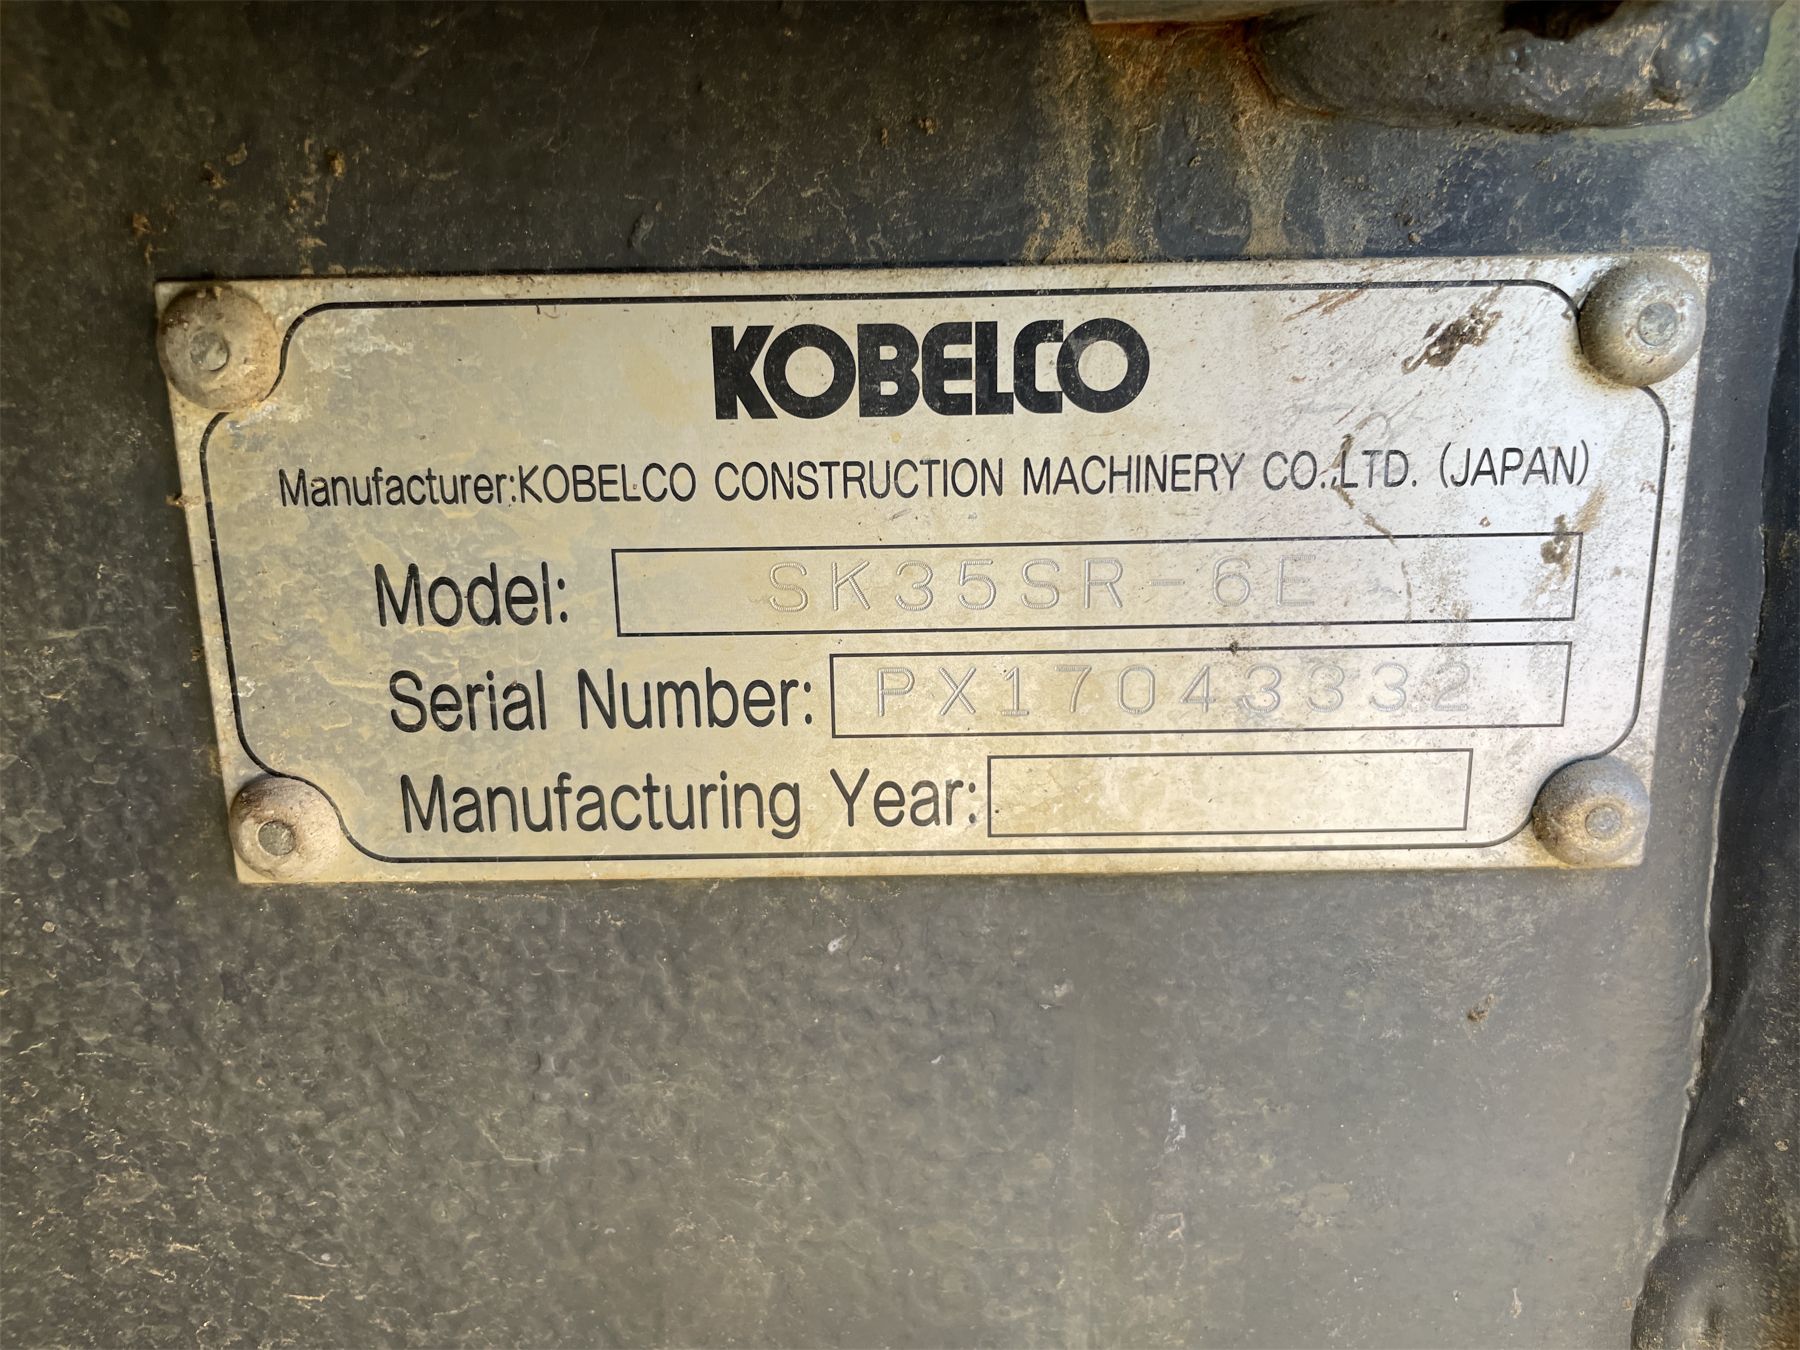 KOBELCO
Manufacturer:KOBELCO CONSTRUCTION MACHINERY CO.,LTD. (JAPAN)
Model: SK35SR-6E
Serial Number: PX17043332
Manufacturing Year: